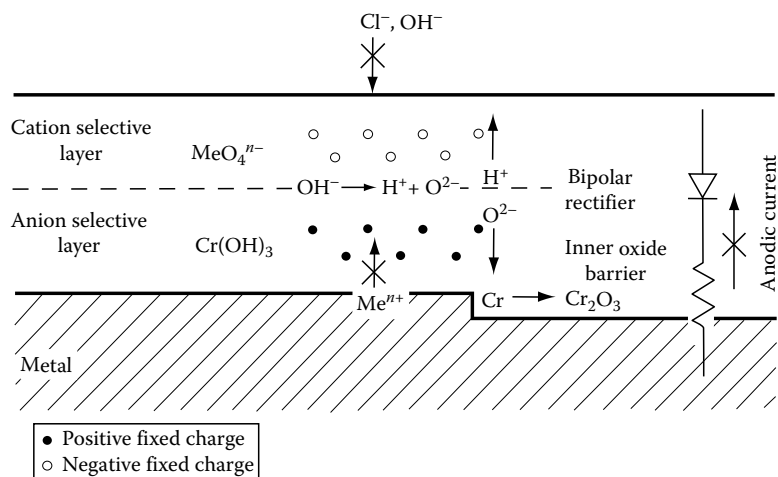 Cl⁻, OH⁻
Cation selective
layer
MeO₄ⁿ⁻
OH⁻ → H⁺ + O²⁻
H⁺
Bipolar
rectifier
Anion selective
layer
Cr(OH)₃
O²⁻
Inner oxide
barrier
Meⁿ⁺
Cr → Cr₂O₃
Anodic current
Metal
● Positive fixed charge
○ Negative fixed charge